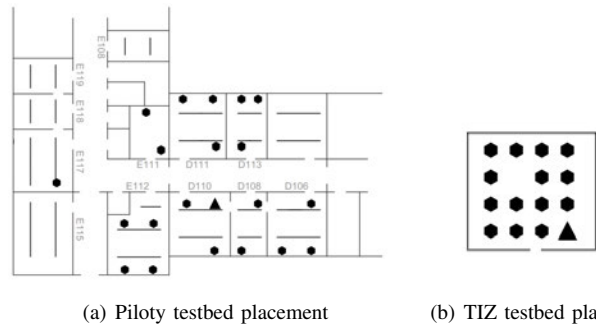 E108
E119
E118
E117
E111
D111
D113
E112
D110
D108
D106
E115
(a) Piloty testbed placement
(b) TIZ testbed pla